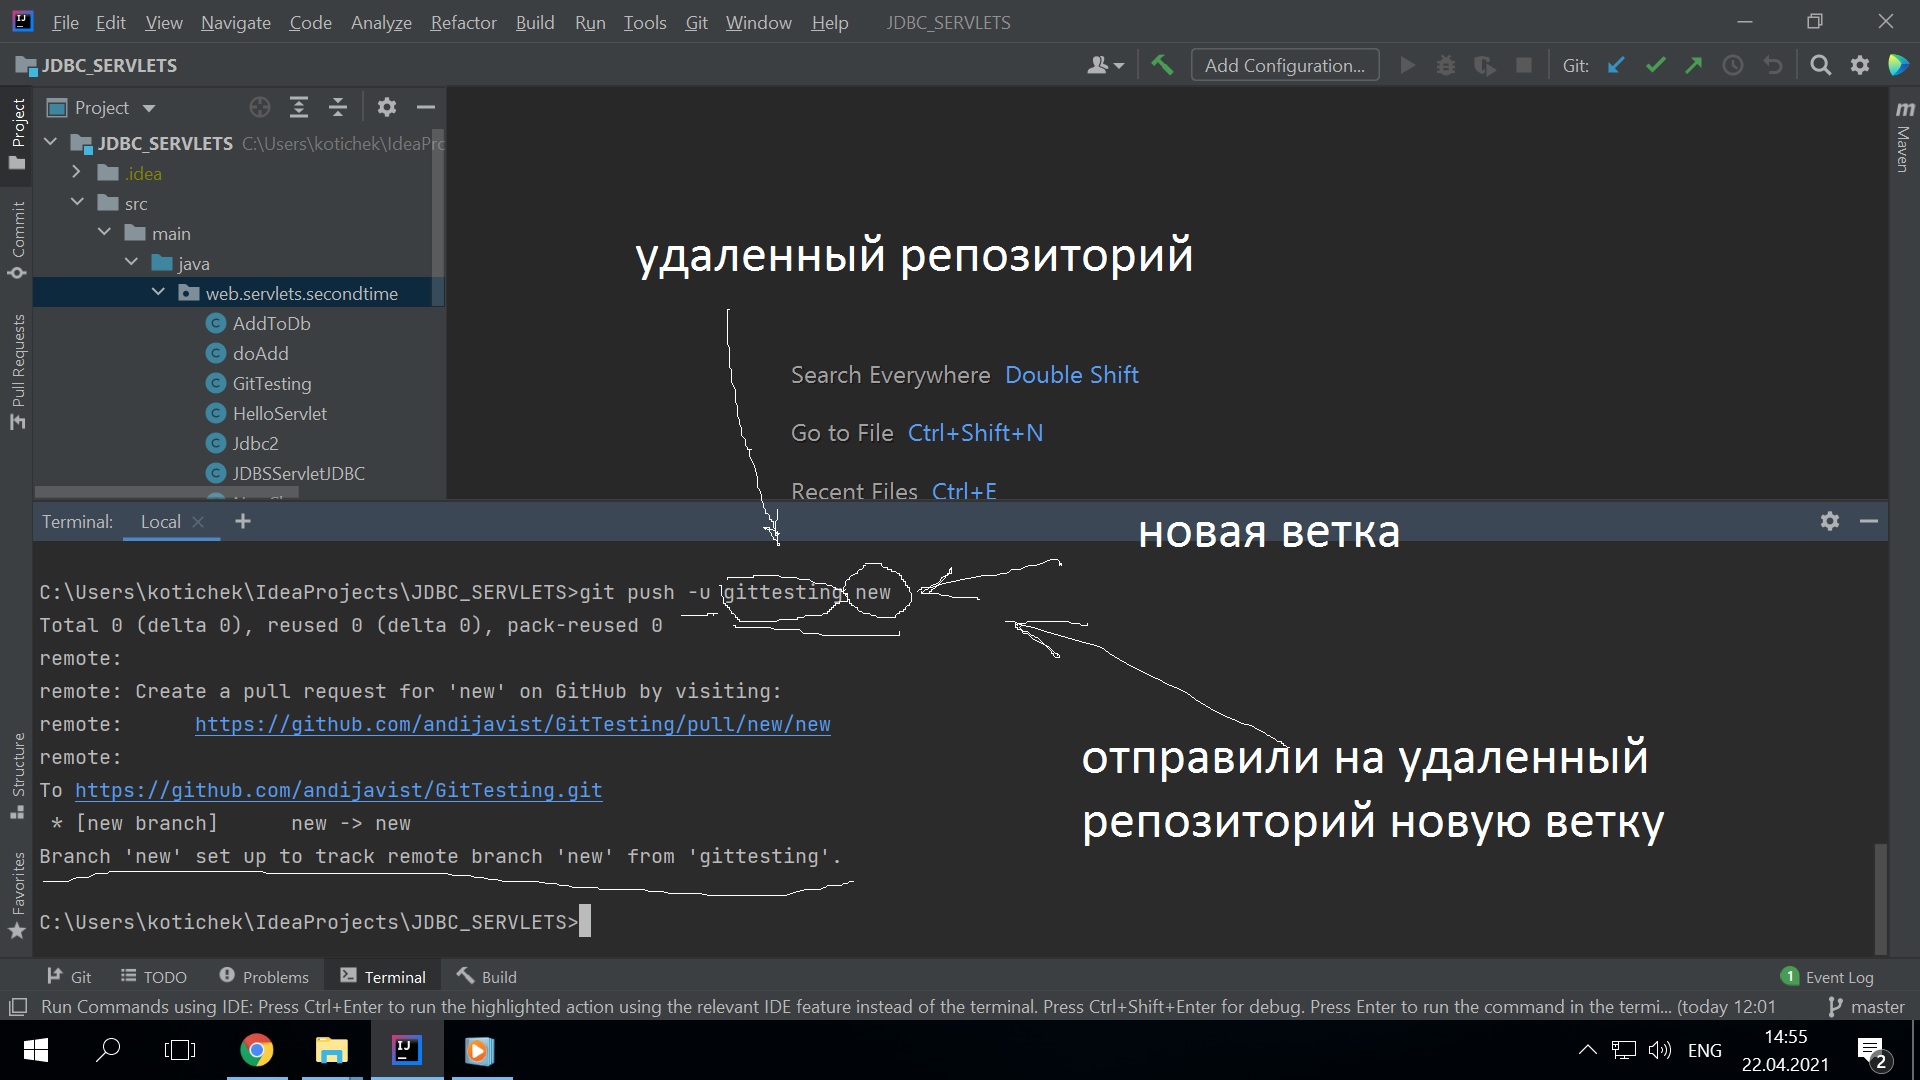 File Edit View Navigate Code Analyze Refactor Build Run Tools Git Window Help JDBC_SERVLETS
JDBC_SERVLETS Add Configuration... Git:
Project
Project
JDBC_SERVLETS C:\Users\kotichek\IdeaPro
.idea
src
main
java
web.servlets.secondtime
AddToDb
doAdd
GitTesting
HelloServlet
Jdbc2
JDBSServletJDBC
Commit
Pull Requests
Structure
Favorites
Maven
удаленный репозиторий
Search Everywhere Double Shift
Go to File Ctrl+Shift+N
Recent Files Ctrl+E
Terminal: Local
новая ветка
C:\Users\kotichek\IdeaProjects\JDBC_SERVLETS>git push -u gittesting new
Total 0 (delta 0), reused 0 (delta 0), pack-reused 0
remote:
remote: Create a pull request for 'new' on GitHub by visiting:
remote: https://github.com/andijavist/GitTesting/pull/new/new
remote:
To https://github.com/andijavist/GitTesting.git
* [new branch] new -> new
Branch 'new' set up to track remote branch 'new' from 'gittesting'.
отправили на удаленный
репозиторий новую ветку
C:\Users\kotichek\IdeaProjects\JDBC_SERVLETS>
Git TODO Problems Terminal Build 1 Event Log
Run Commands using IDE: Press Ctrl+Enter to run the highlighted action using the relevant IDE feature instead of the terminal. Press Ctrl+Shift+Enter for debug. Press Enter to run the command in the termi... (today 12:01 master
ENG 14:55
22.04.2021
2